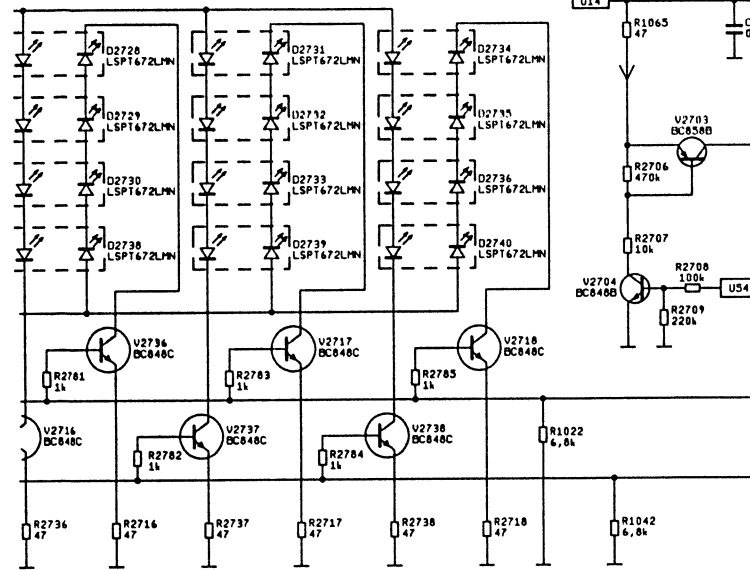 U14
R1065
47
C
0
D2728
LSPT672LMN
D2731
LSPT672LMN
D2734
LSPT672LMN
D2729
LSPT672LMN
D2732
LSPT672LMN
D2735
LSPT672LMN
V2703
BC858B
D2730
LSPT672LMN
D2733
LSPT672LMN
D2736
LSPT672LMN
R2706
470k
D2738
LSPT672LMN
D2739
LSPT672LMN
D2740
LSPT672LMN
R2707
10k
V2704
BC848B
R2708
100k
U54
R2709
220k
V2736
BC848C
V2717
BC848C
V2718
BC848C
R2781
1k
R2783
1k
R2785
1k
V2716
BC848C
V2737
BC848C
V2738
BC848C
R1022
6,8k
R2782
1k
R2784
1k
R2736
47
R2716
47
R2737
47
R2717
47
R2738
47
R2718
47
R1042
6,8k